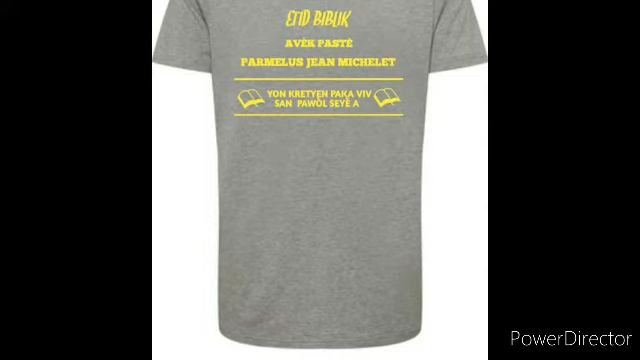 ETID BIBLIK
AVÈK PASTÈ
PARMELUS JEAN MICHELET
YON KRETYEN PAKA VIV
SAN PAWÒL SEYÈ A
PowerDirector